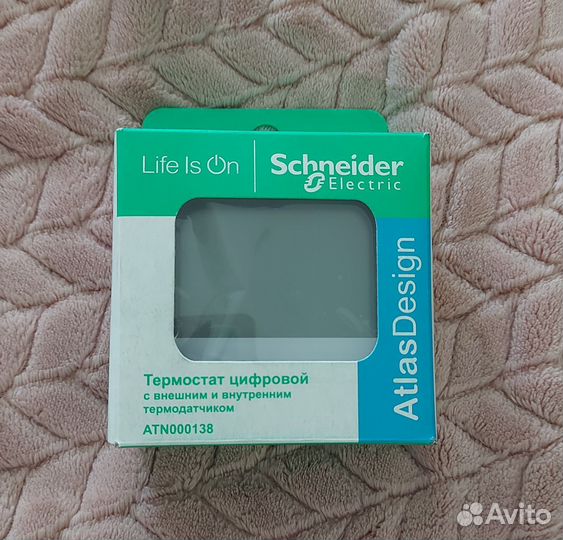 Life Is On
Schneider
Electric
AtlasDesign
Термостат цифровой
с внешним и внутренним
термодатчиком
ATN000138
Avito